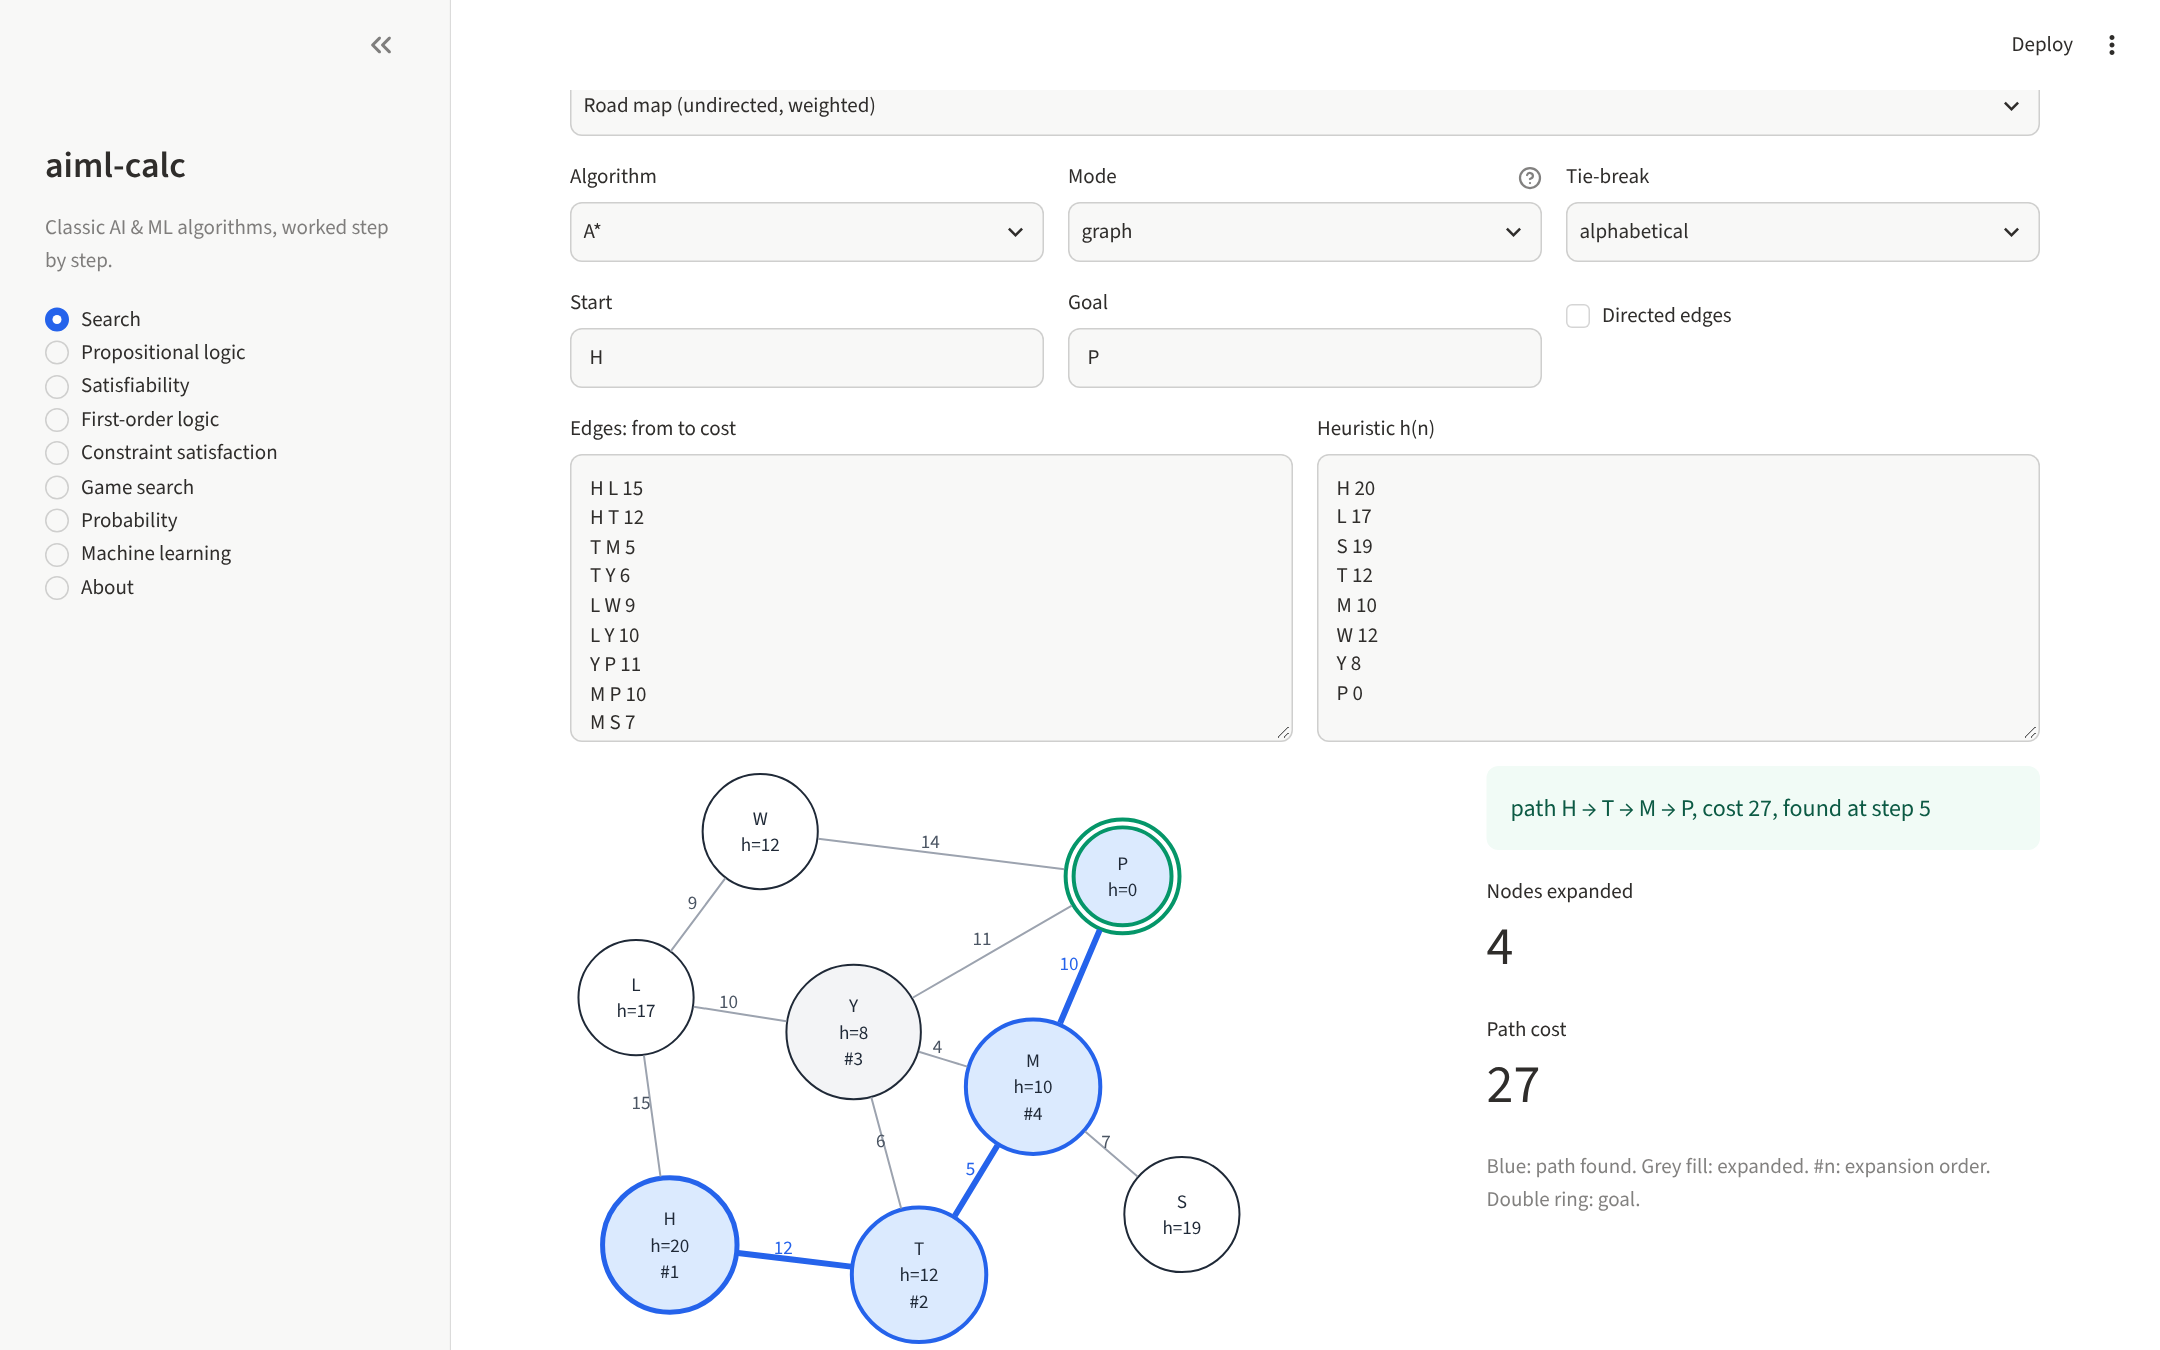 Deploy
aiml-calc
Classic AI & ML algorithms, worked step
by step.
Search
Propositional logic
Satisfiability
First-order logic
Constraint satisfaction
Game search
Probability
Machine learning
About
Road map (undirected, weighted)
Algorithm
Mode
Tie-break
A*
graph
alphabetical
Start
Goal
Directed edges
H
P
Edges: from to cost
Heuristic h(n)
H L 15
H T 12
T M 5
T Y 6
L W 9
L Y 10
Y P 11
M P 10
M S 7
H 20
L 17
S 19
T 12
M 10
W 12
Y 8
P 0
W
h=12
14
P
h=0
9
11
10
L
h=17
10
Y
h=8
#3
4
M
h=10
#4
15
6
7
5
S
h=19
H
h=20
#1
12
T
h=12
#2
path H → T → M → P, cost 27, found at step 5
Nodes expanded
4
Path cost
27
Blue: path found. Grey fill: expanded. #n: expansion order.
Double ring: goal.